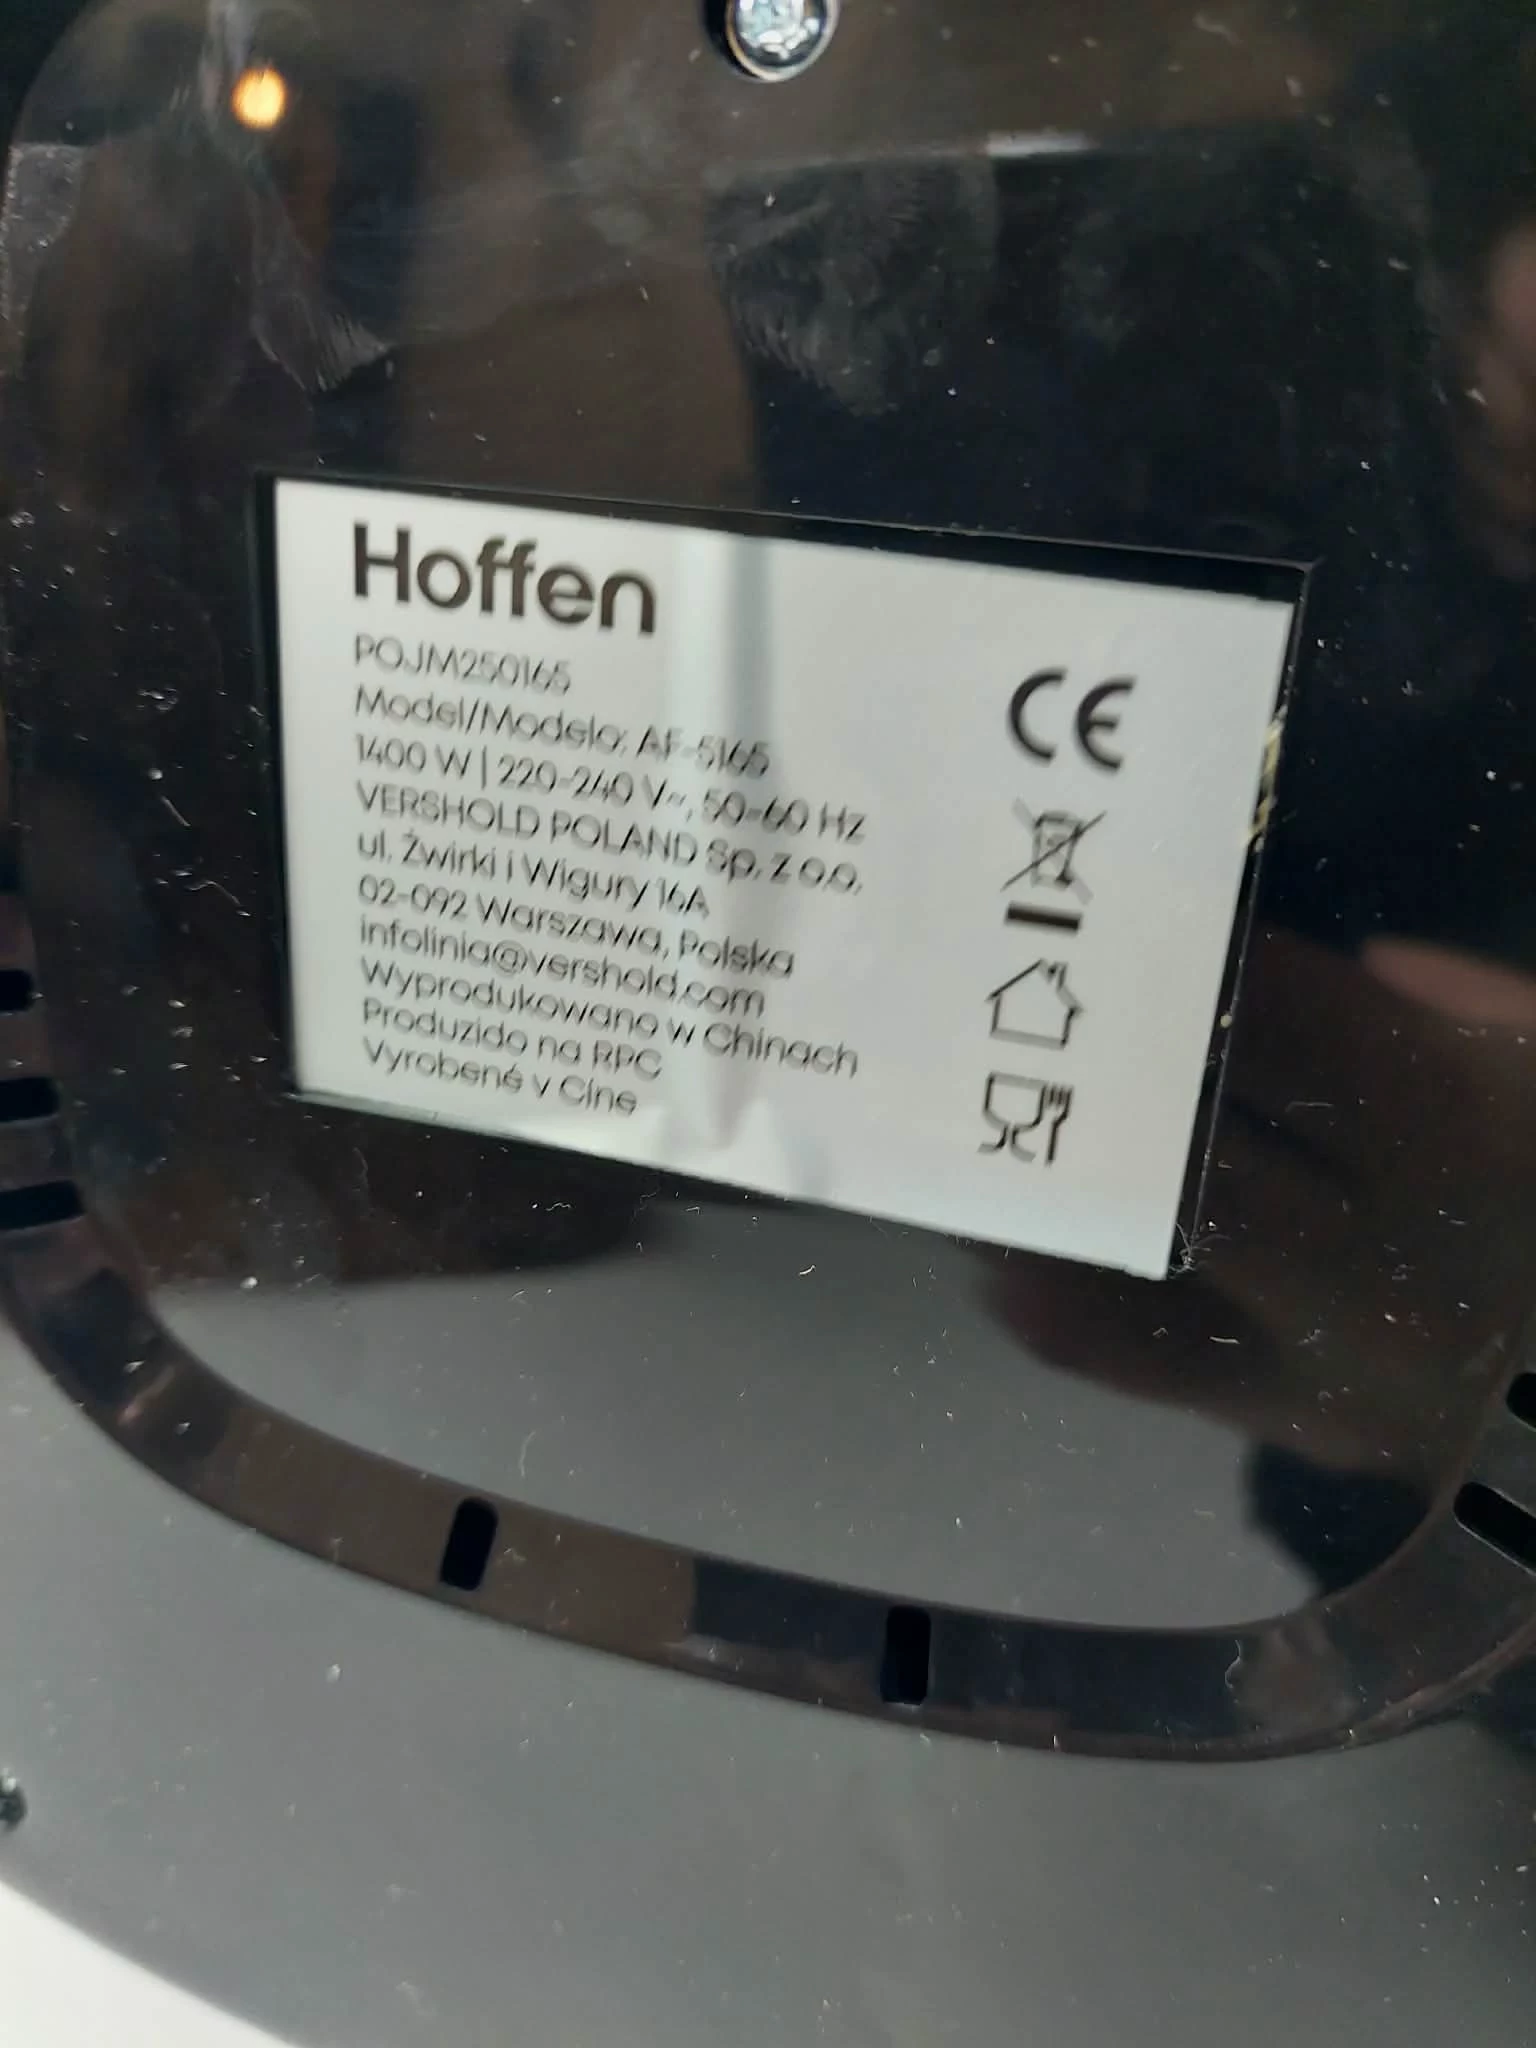 Hoffen
POJM250165
Model/Modelo: AF-5165
1400 W | 220-240 V~, 50-60 Hz
VERSHOLD POLAND Sp. z o.o.
ul. Żwirki i Wigury 16A
02-092 Warszawa, Polska
infolinia@vershold.com
Wyprodukowano w Chinach
Produzido na RPC
Vyrobené v Číne
CE